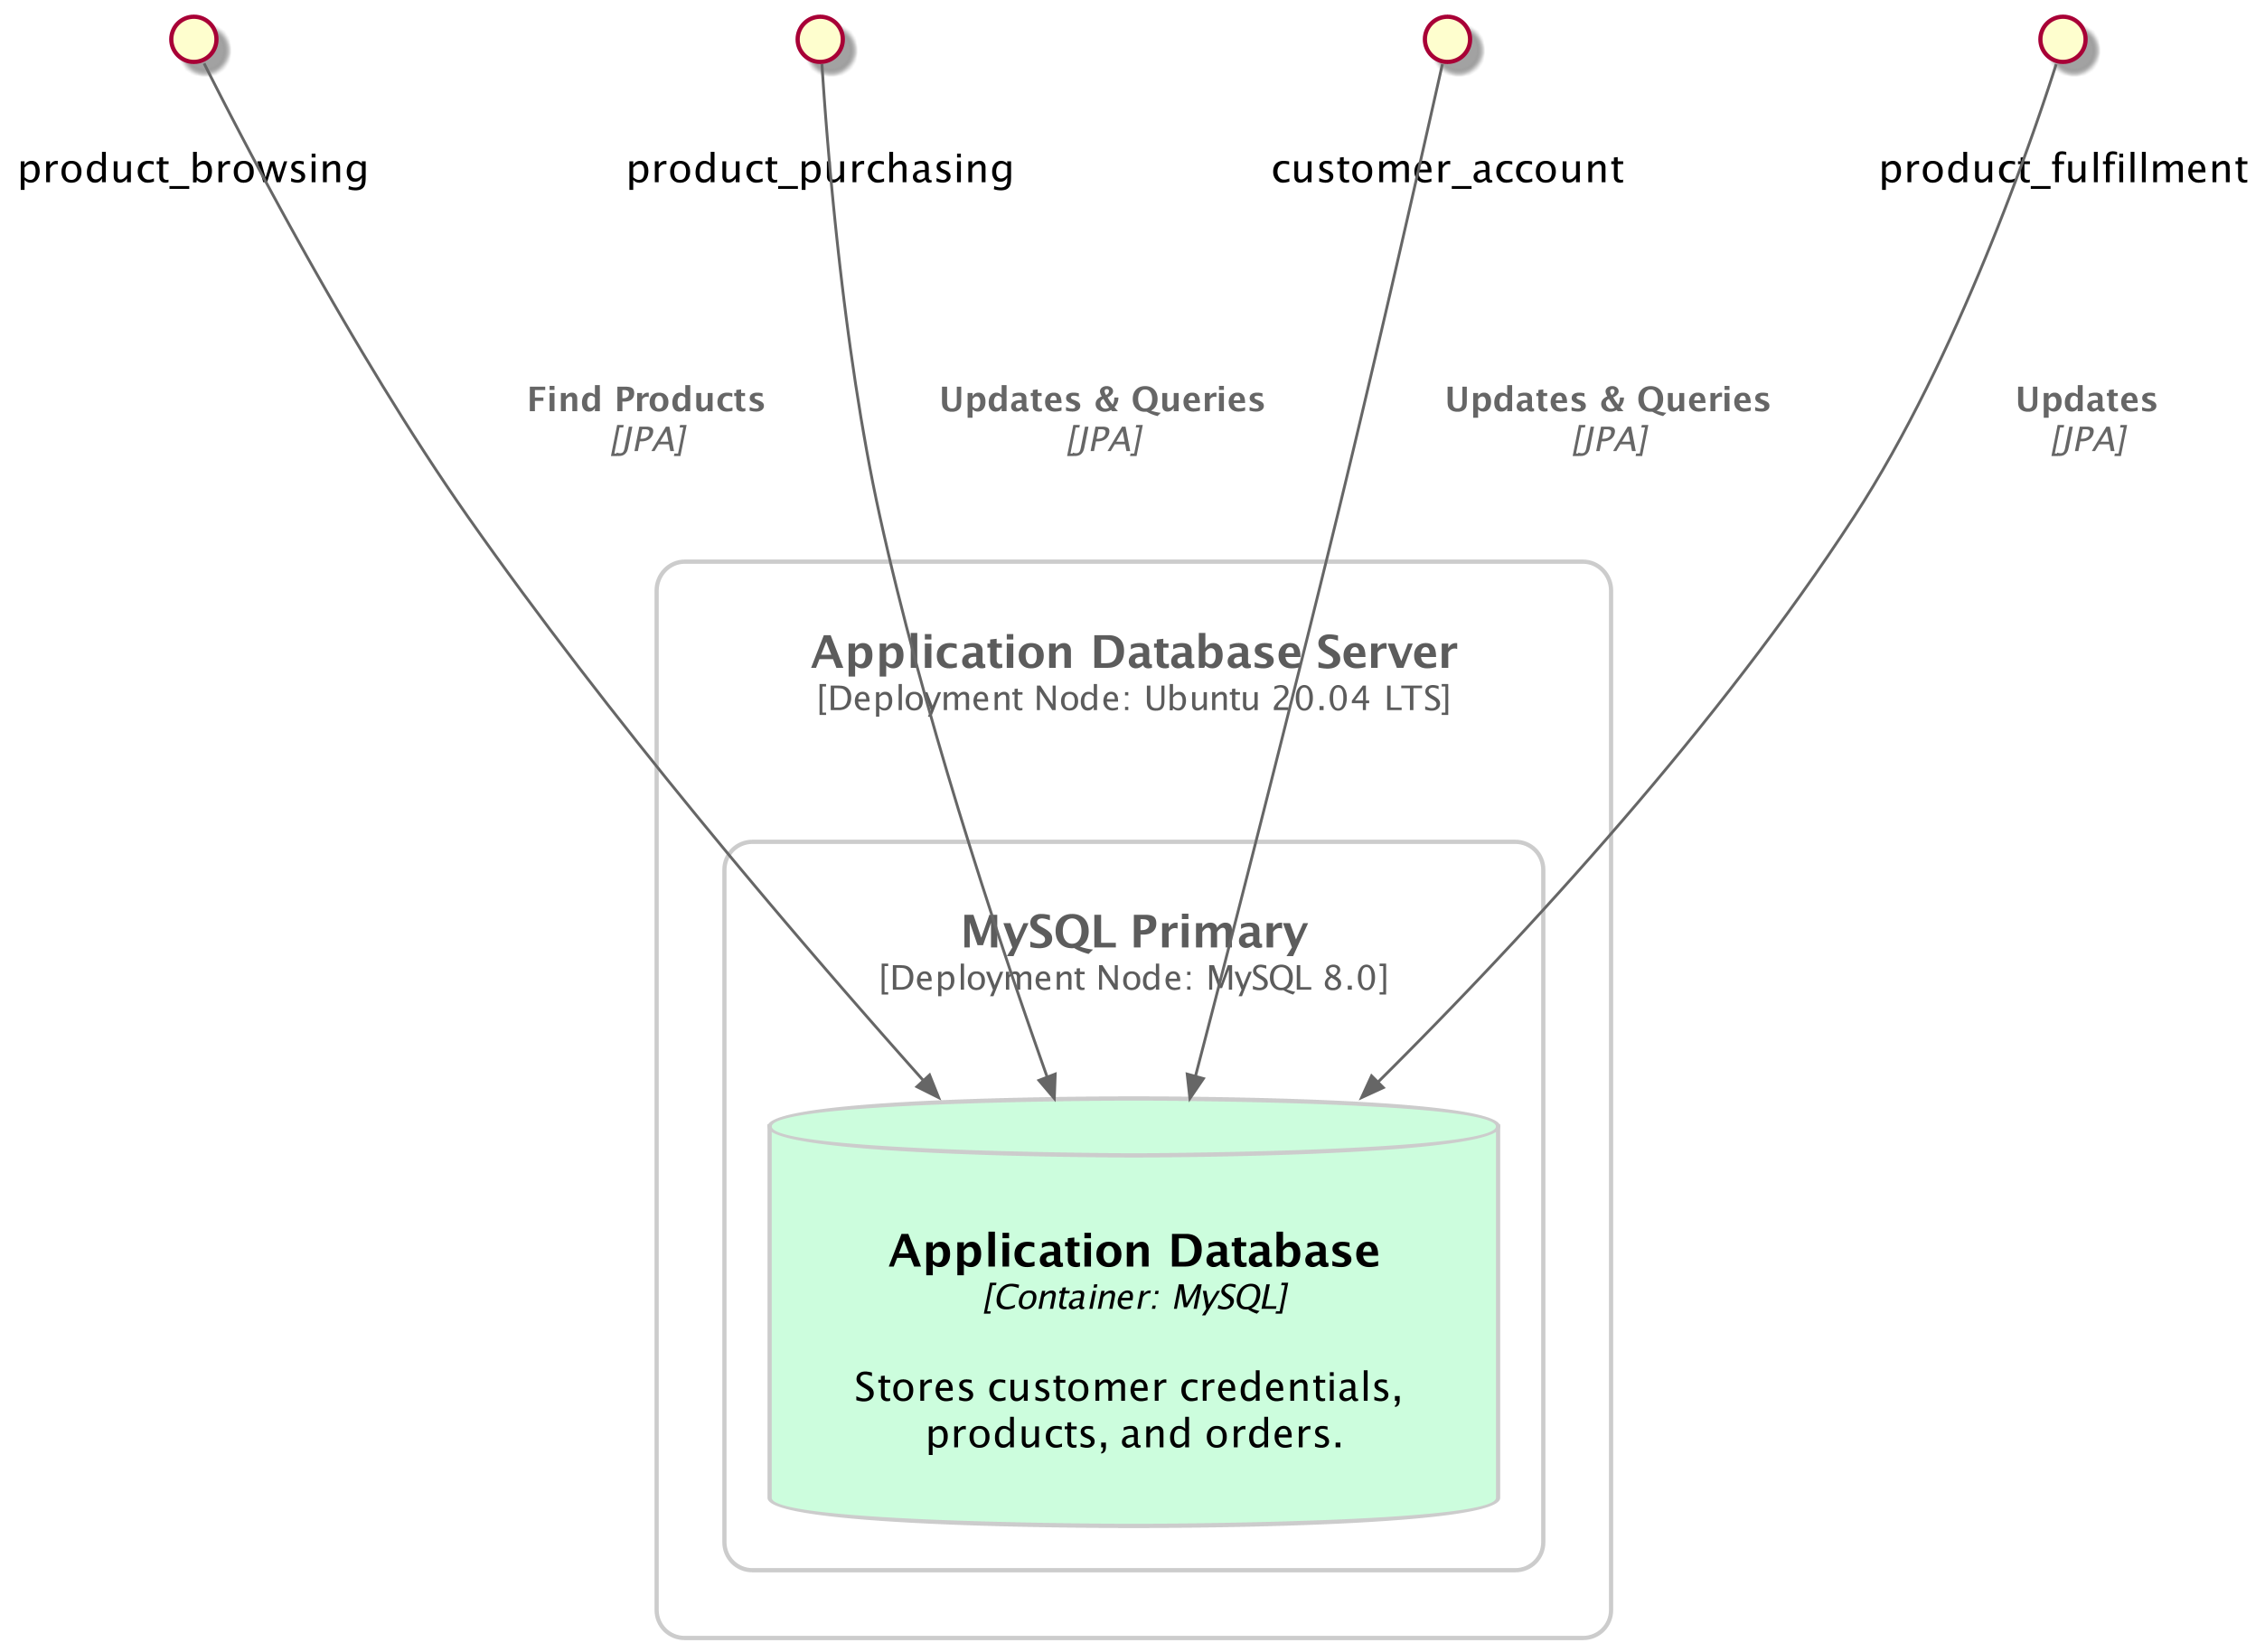 product_browsing
product_purchasing
customer_account
product_fulfillment
Find Products
[JPA]
Updates & Queries
[JPA]
Updates & Queries
[JPA]
Updates
[JPA]
Application Database Server
[Deployment Node: Ubuntu 20.04 LTS]
MySQL Primary
[Deployment Node: MySQL 8.0]
Application Database
[Container: MySQL]
Stores customer credentials,
products, and orders.